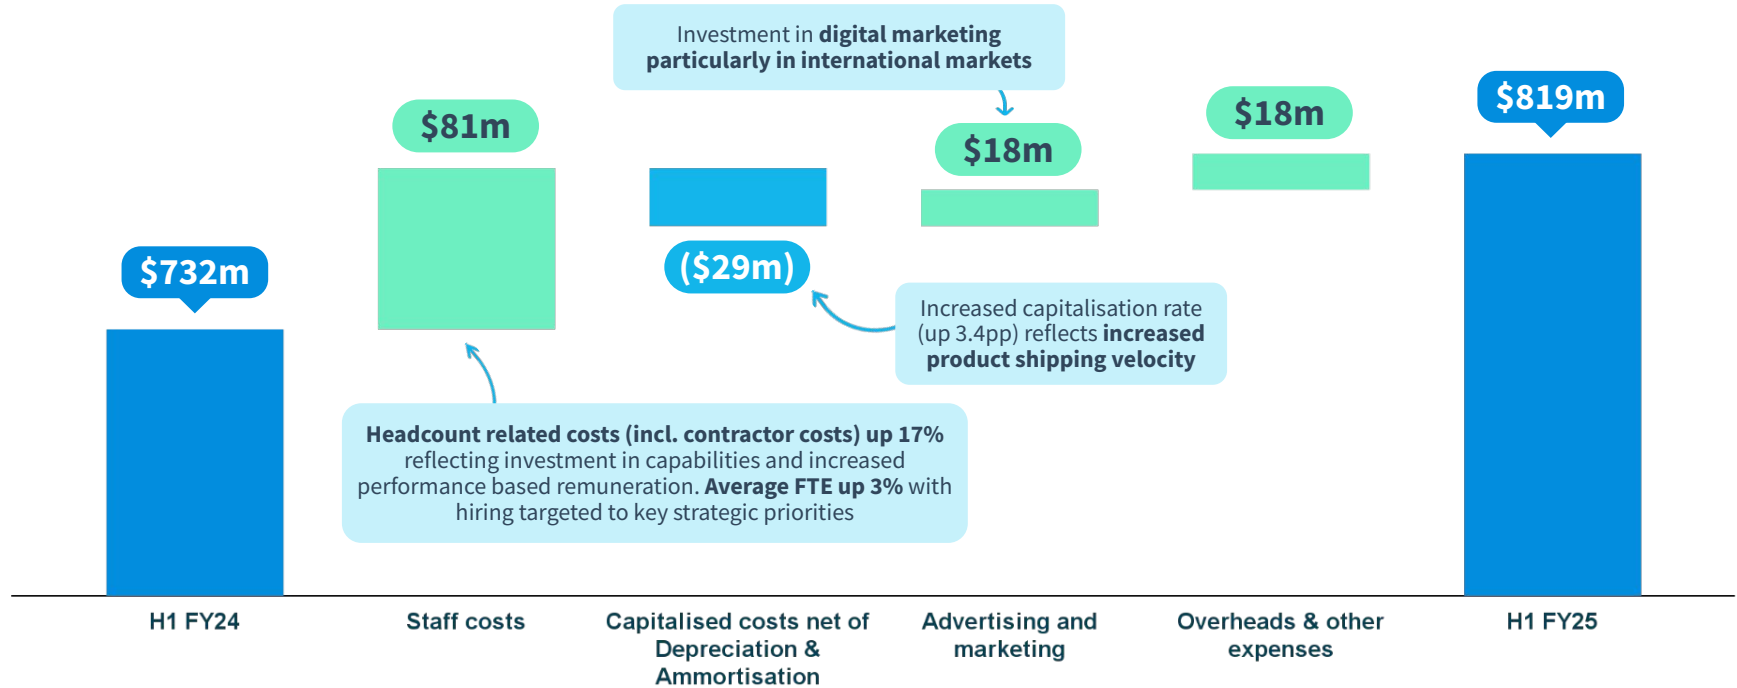 Investment in digital marketing
particularly in international markets
$732m
$81m
($29m)
$18m
$18m
$819m
Increased capitalisation rate
(up 3.4pp) reflects increased
product shipping velocity
Headcount related costs (incl. contractor costs) up 17%
reflecting investment in capabilities and increased
performance based remuneration. Average FTE up 3% with
hiring targeted to key strategic priorities
H1 FY24
Staff costs
Capitalised costs net of
Depreciation &
Ammortisation
Advertising and
marketing
Overheads & other
expenses
H1 FY25